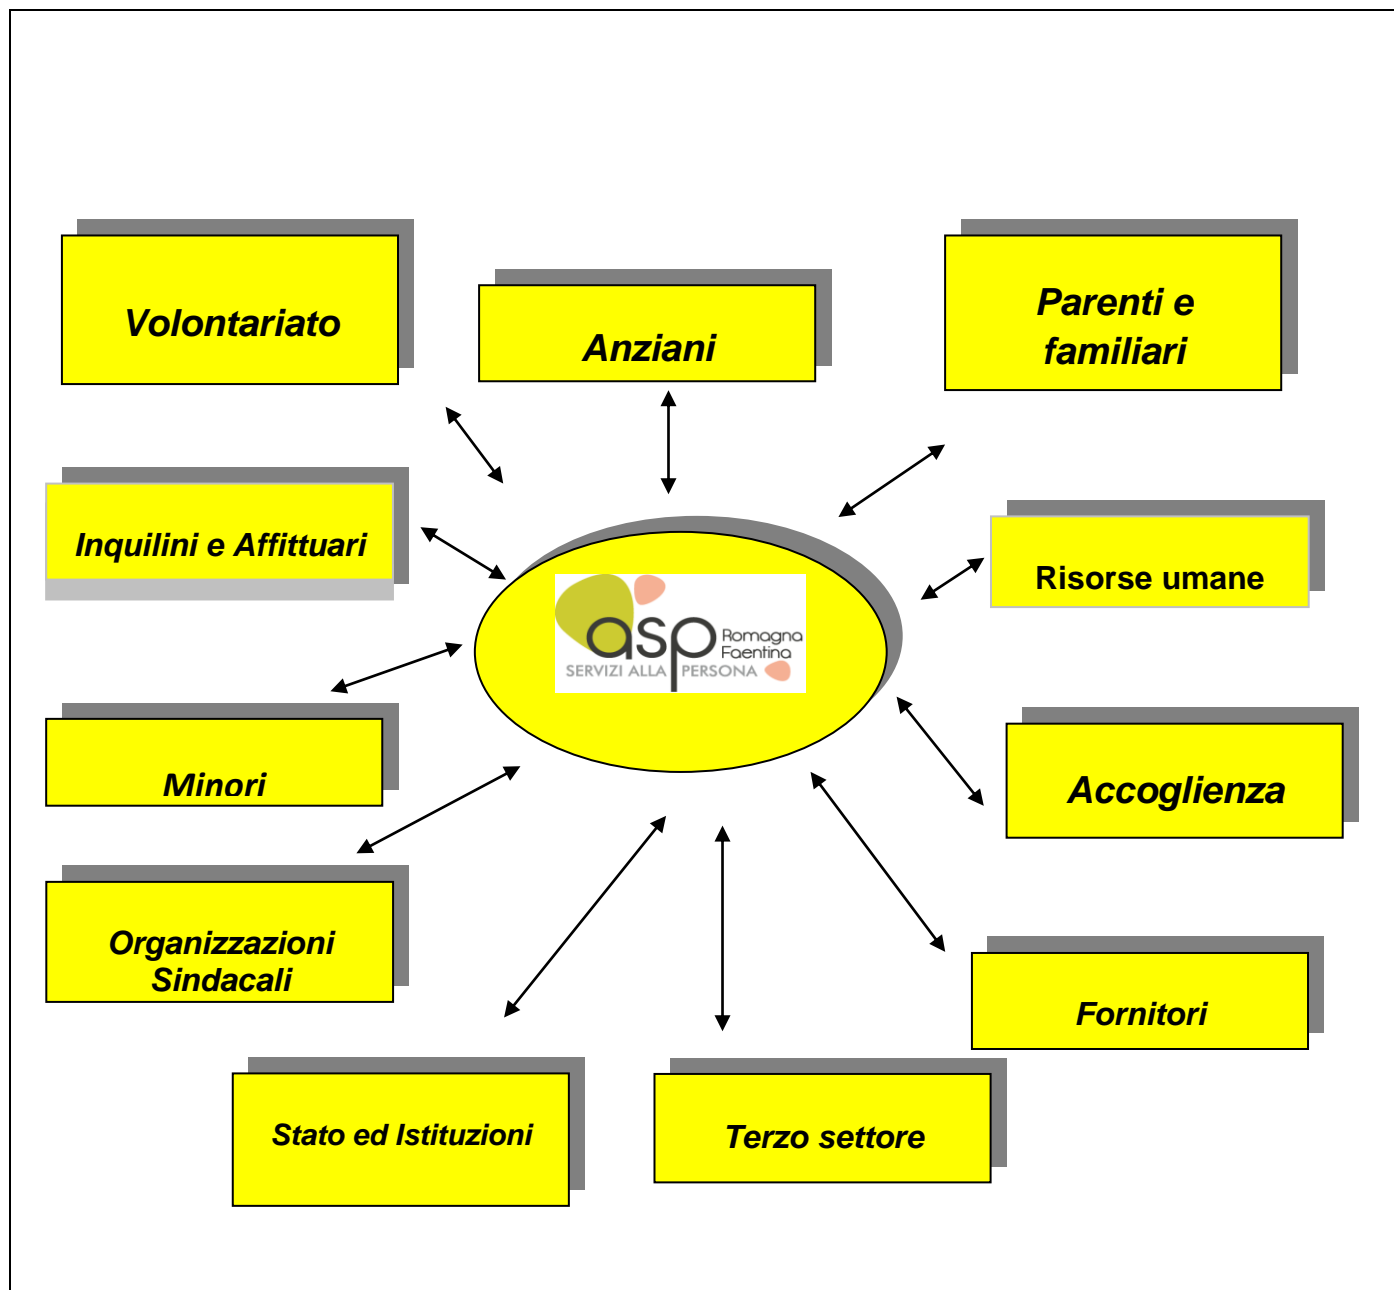 Volontariato
Anziani
Parenti e
familiari
Inquilini e Affittuari
Risorse umane
asp Romagna
Faentina
SERVIZI ALLA PERSONA
Minori
Accoglienza
Organizzazioni
Sindacali
Fornitori
Stato ed Istituzioni
Terzo settore